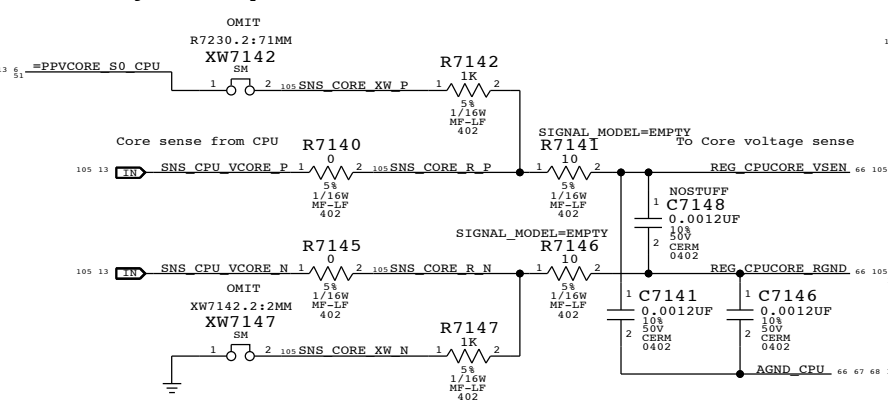 OMIT
R7230.2:71MM
XW7142
SM
13 6
51
=PPVCORE_S0_CPU
1 2
105 SNS_CORE_XW_P
R7142
1K
1 2
5%
1/16W
MF-LF
402
Core sense from CPU
105 13 IN SNS_CPU_VCORE_P
R7140
0
1 2
5%
1/16W
MF-LF
402
105 SNS_CORE_R_P
SIGNAL_MODEL=EMPTY
R7141
10
1 2
5%
1/16W
MF-LF
402
To Core voltage sense
REG_CPUCORE_VSEN 66 105
NOSTUFF
1 C7148
0.0012UF
10%
50V
2 CERM
0402
105 13 IN SNS_CPU_VCORE_N
R7145
0
1 2
5%
1/16W
MF-LF
402
105 SNS_CORE_R_N
SIGNAL_MODEL=EMPTY
R7146
10
1 2
5%
1/16W
MF-LF
402
REG_CPUCORE_RGND 66 105
OMIT
XW7142.2:2MM
XW7147
SM
1 2
105 SNS_CORE_XW_N
R7147
1K
1 2
5%
1/16W
MF-LF
402
1 C7141
0.0012UF
10%
50V
2 CERM
0402
1 C7146
0.0012UF
10%
50V
2 CERM
0402
AGND_CPU 66 67 68